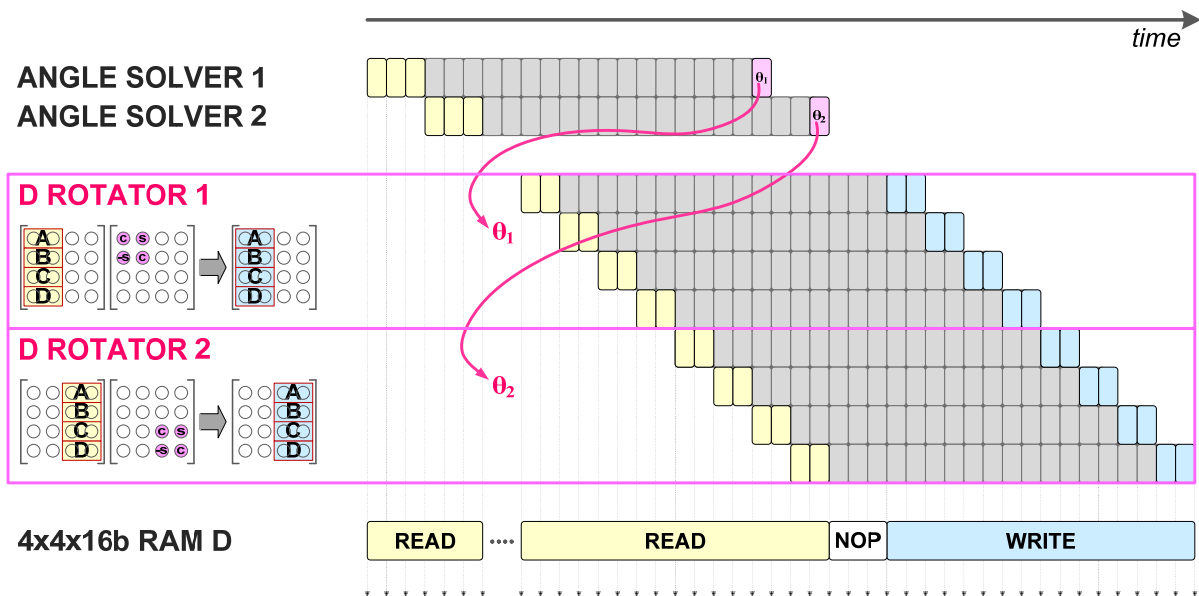 time
ANGLE SOLVER 1
θ1
ANGLE SOLVER 2
θ2
D ROTATOR 1
A
B
C
D
c s
-s c
A
B
C
D
θ1
D ROTATOR 2
A
B
C
D
c s
-s c
A
B
C
D
θ2
4x4x16b RAM D
READ .... READ NOP WRITE